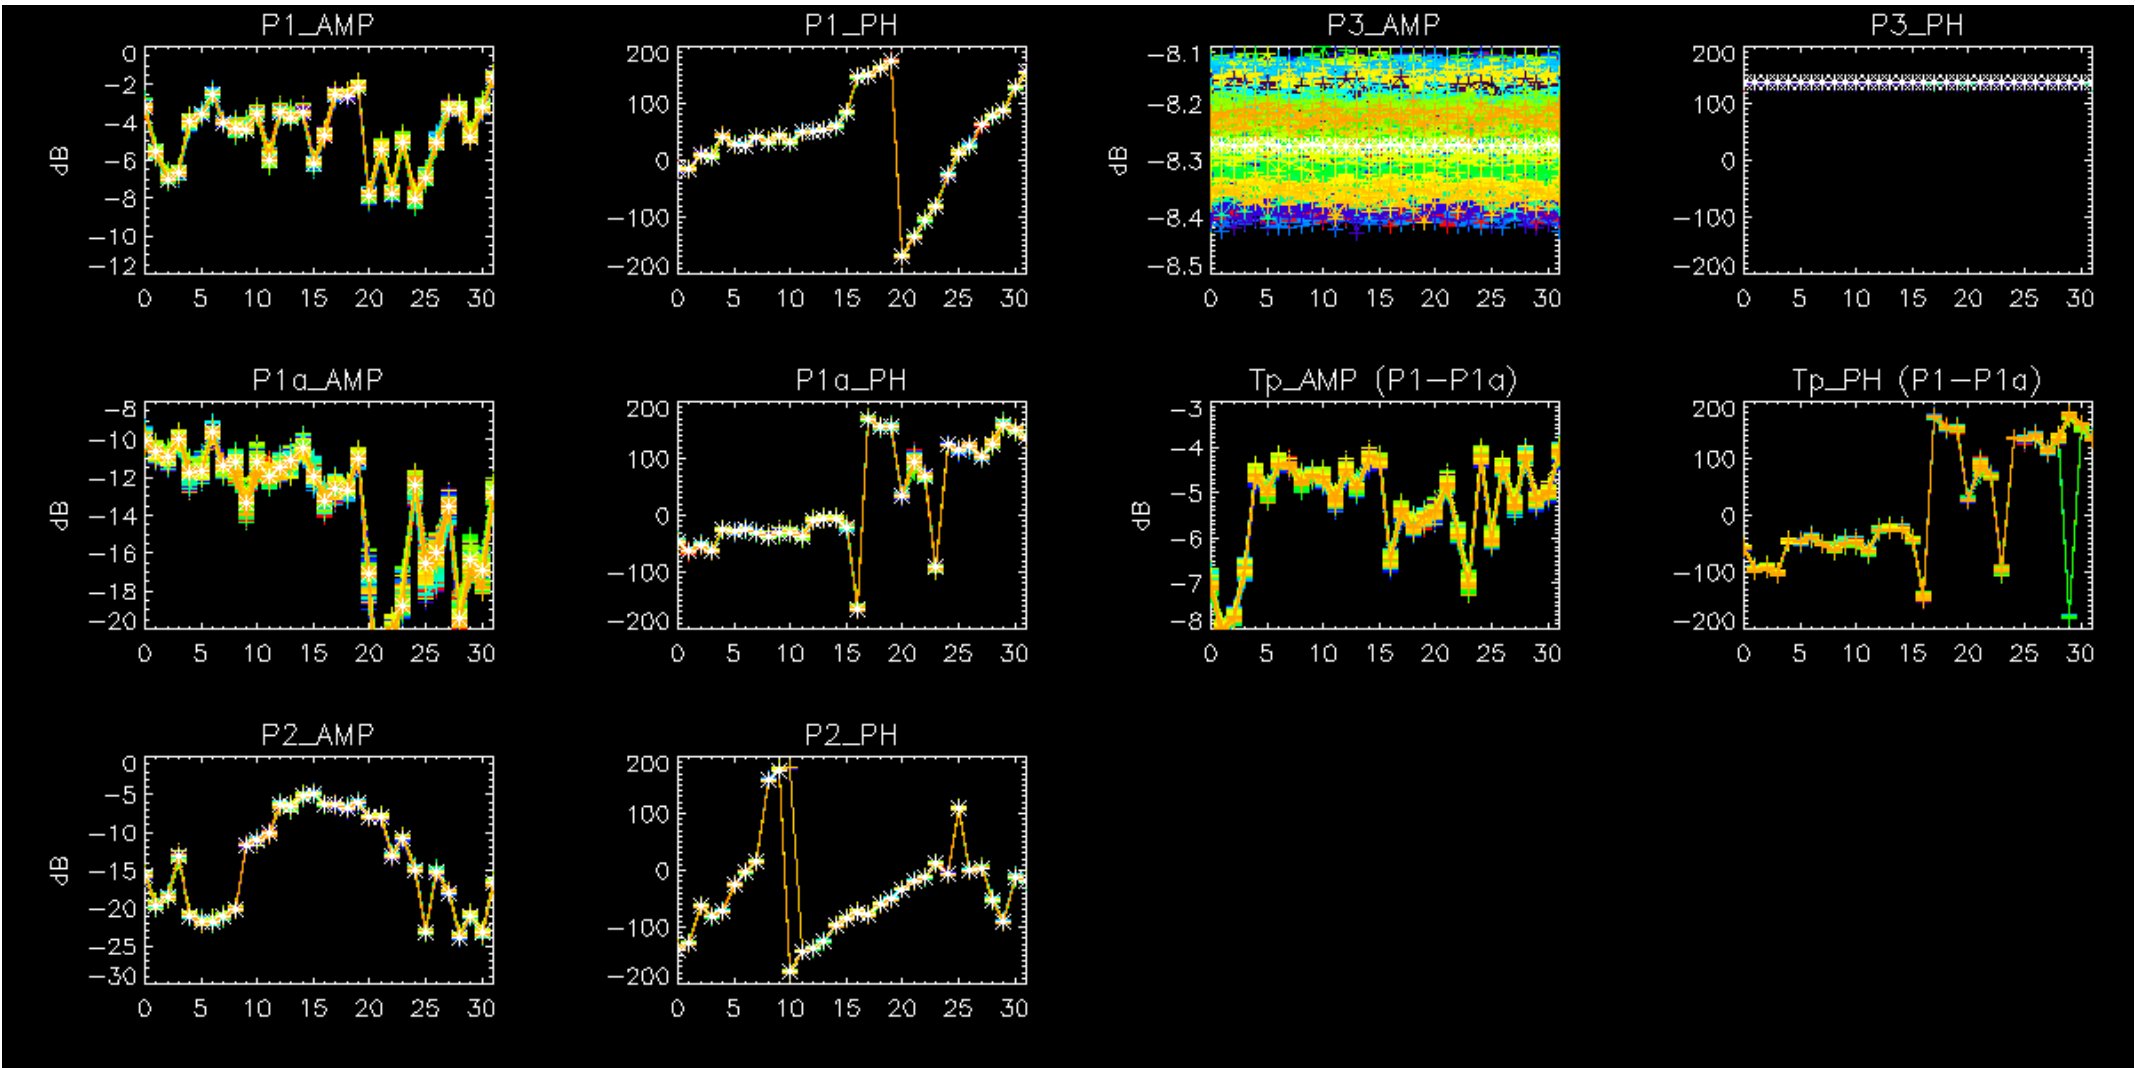 P1_AMP P1_PH P3_AMP P3_PH
0 200 -8.1 200
-2 100 -8.2 100
-4 0 -8.3 0
-6 -100 -8.4 -100
-8 -200 -8.5 -200
-10
-12
dB dB
0 5 10 15 20 25 30 0 5 10 15 20 25 30 0 5 10 15 20 25 30 0 5 10 15 20 25 30
P1a_AMP P1a_PH Tp_AMP (P1-P1a) Tp_PH (P1-P1a)
-8 200 -3 200
-10 100 -4 100
-12 0 -5 0
-14 -100 -6 -100
-16 -200 -7 -200
-18 -8
-20
dB dB
0 5 10 15 20 25 30 0 5 10 15 20 25 30 0 5 10 15 20 25 30 0 5 10 15 20 25 30
P2_AMP P2_PH
0 200
-5 100
-10 0
-15 -100
-20 -200
-25
-30
dB
0 5 10 15 20 25 30 0 5 10 15 20 25 30